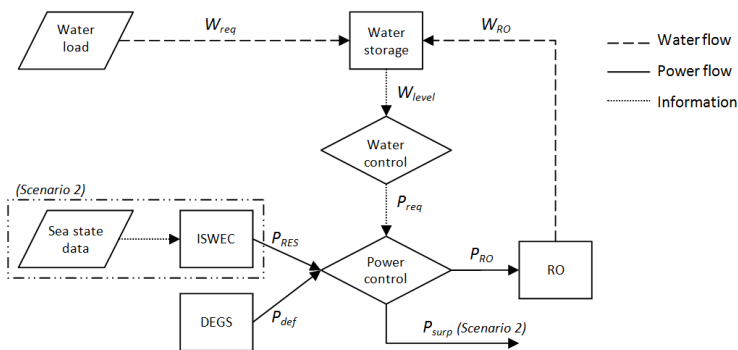 W_req
W_RO
Water
load
Water
storage
Water flow
Power flow
Information
W_level
Water
control
(Scenario 2)
P_req
Sea state
data
ISWEC
P_RES
Power
control
P_RO
RO
DEGS
P_def
P_surp (Scenario 2)